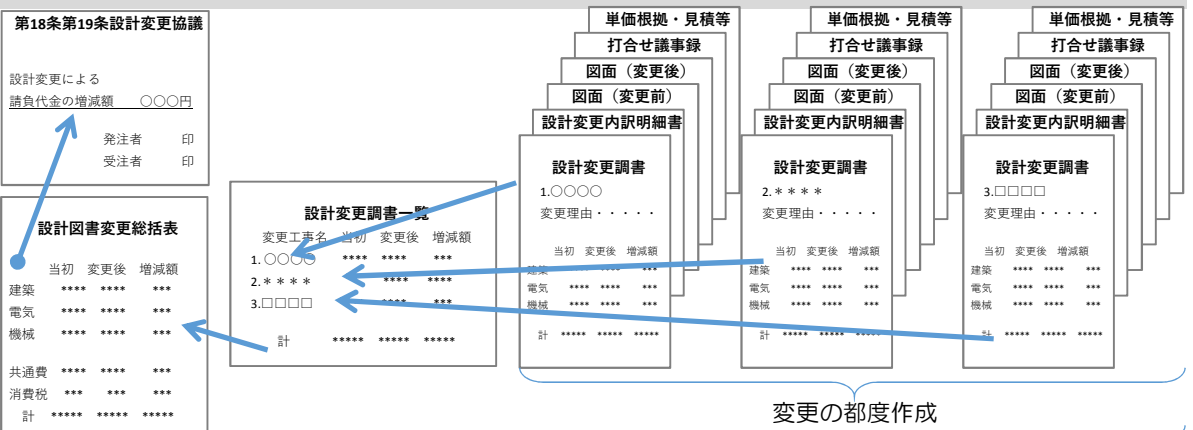 第18条第19条設計変更協議
設計変更による
請負代金の増減額　○○○円
発注者　印
受注者　印
設計図書変更総括表
当初　変更後　増減額
建築　****　****　***
電気　****　****　***
機械　****　****　***
共通費　****　****　***
消費税　***　***　***
計　*****　*****　*****
設計変更調書一覧
変更工事名　当初　変更後　増減額
1.○○○○　****　****　***
2.＊＊＊＊　****　****
3.□□□□　****　***
計　*****　*****　*****
単価根拠・見積等
打合せ議事録
図面（変更後）
図面（変更前）
設計変更内訳明細書
設計変更調書
1.○○○○
変更理由・・・・・
当初　変更後　増減額
建築　****　***
電気　****　****　***
機械　****　****　***
計　*****　*****　*****
単価根拠・見積等
打合せ議事録
図面（変更後）
図面（変更前）
設計変更内訳明細書
設計変更調書
2.＊＊＊＊
変更理由・・・・・
当初　変更後　増減額
建築　****　****　***
電気　****　****　***
機械　****　****　***
計　*****　*****　*****
単価根拠・見積等
打合せ議事録
図面（変更後）
図面（変更前）
設計変更内訳明細書
設計変更調書
3.□□□□
変更理由・・・・・
当初　変更後　増減額
建築　****　****　***
電気　****　****　***
機械　****　****　***
計　*****　*****　*****
変更の都度作成